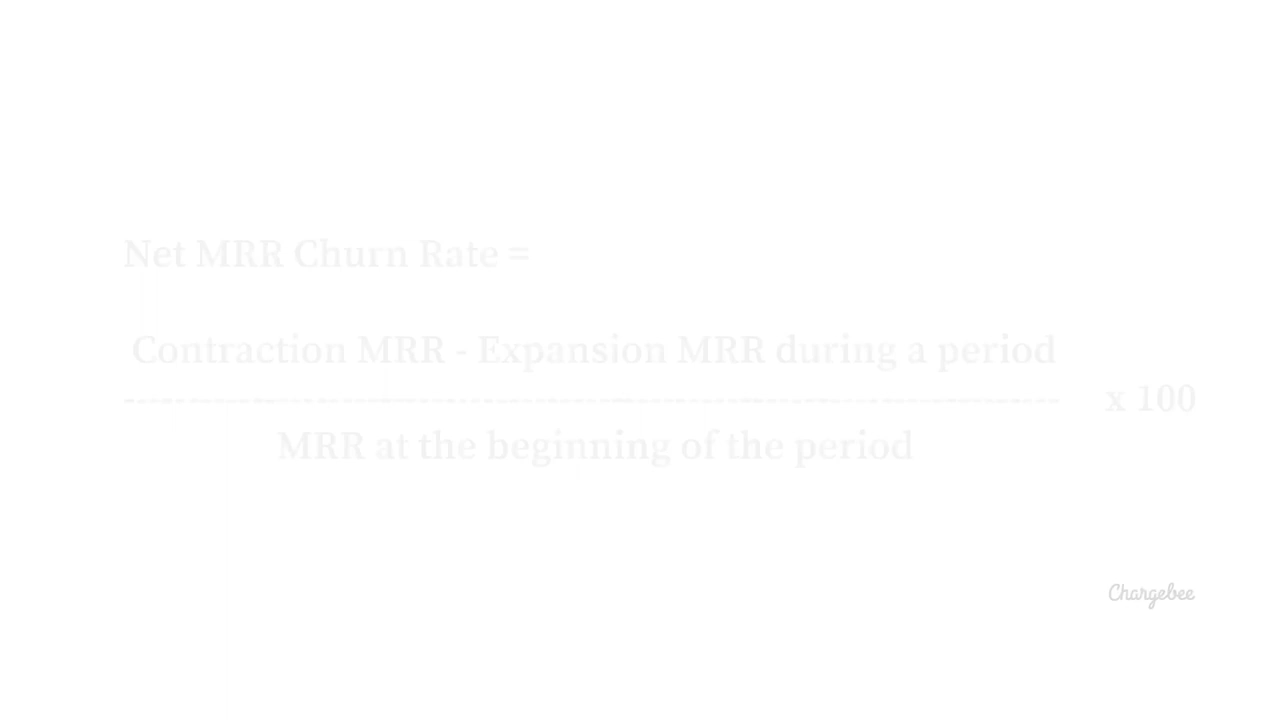 Net MRR Churn Rate =
Contraction MRR - Expansion MRR during a period
x 100
MRR at the beginning of the period
Chargebee